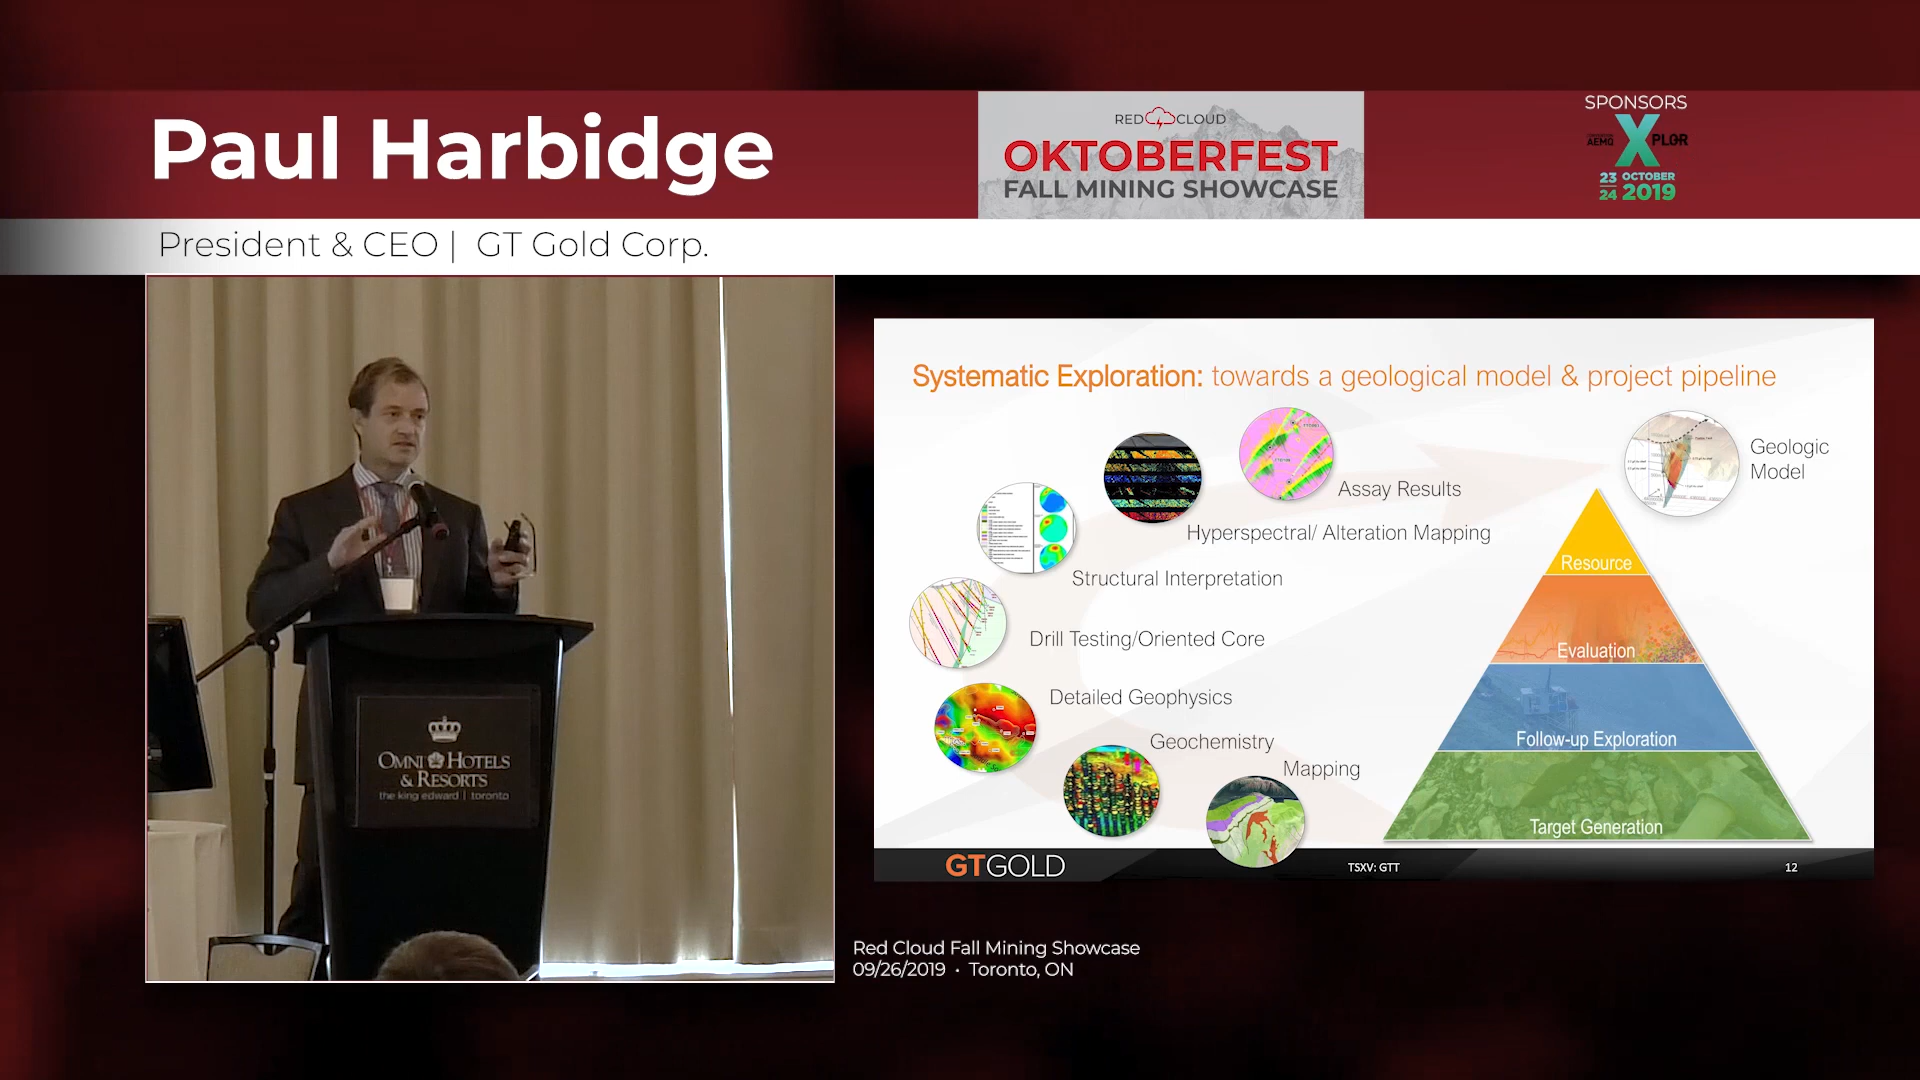 Paul Harbidge
President & CEO | GT Gold Corp.
RED CLOUD
OKTOBERFEST
FALL MINING SHOWCASE
SPONSORS
AEMQ XPLOR
23 OCTOBER
24 2019
Systematic Exploration: towards a geological model & project pipeline
Geologic
Model
Assay Results
Hyperspectral/ Alteration Mapping
Structural Interpretation
Drill Testing/Oriented Core
Detailed Geophysics
Geochemistry
Mapping
Resource
Evaluation
Follow-up Exploration
Target Generation
GTGOLD
TSXV: GTT
12
OMNI HOTELS
& RESORTS
the king edward | toronto
Red Cloud Fall Mining Showcase
09/26/2019 · Toronto, ON